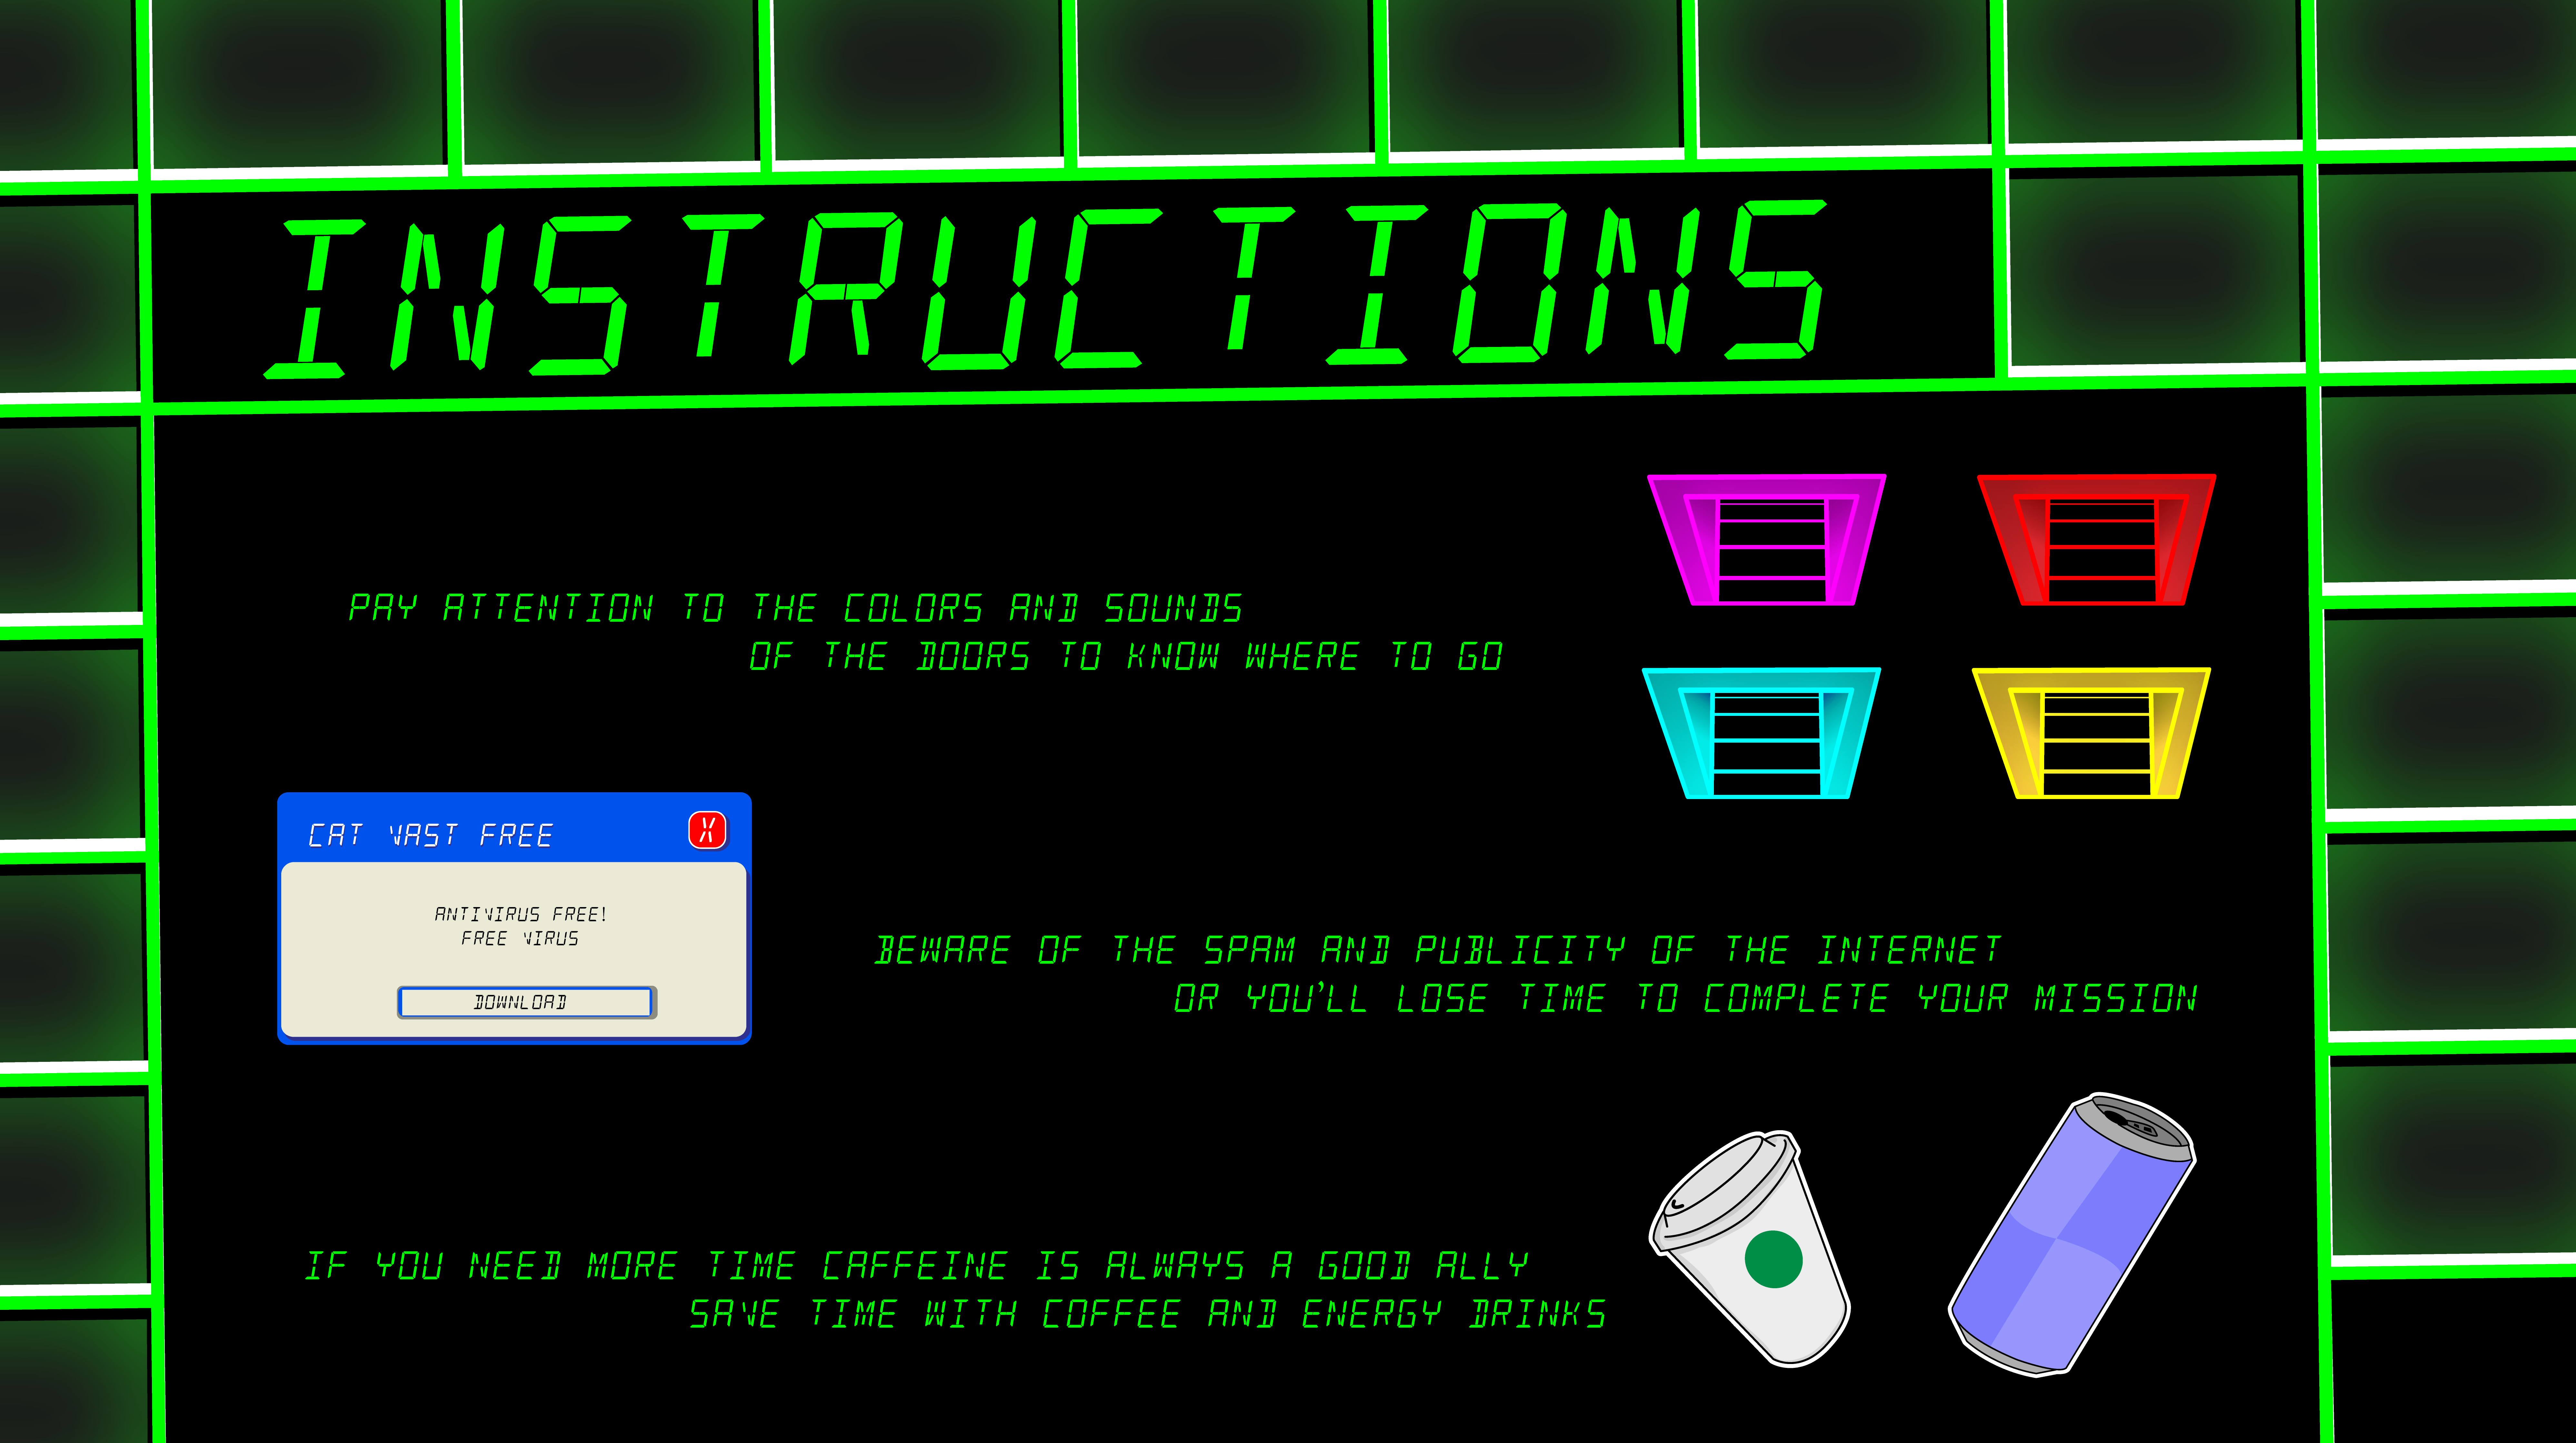 INSTRUCTIONS
PAY ATTENTION TO THE COLORS AND SOUNDS
OF THE DOORS TO KNOW WHERE TO GO
CAT VAST FREE
X
ANTIVIRUS FREE!
FREE VIRUS
DOWNLOAD
BEWARE OF THE SPAM AND PUBLICITY OF THE INTERNET
OR YOU'LL LOSE TIME TO COMPLETE YOUR MISSION
IF YOU NEED MORE TIME CAFFEINE IS ALWAYS A GOOD ALLY
SAVE TIME WITH COFFEE AND ENERGY DRINKS